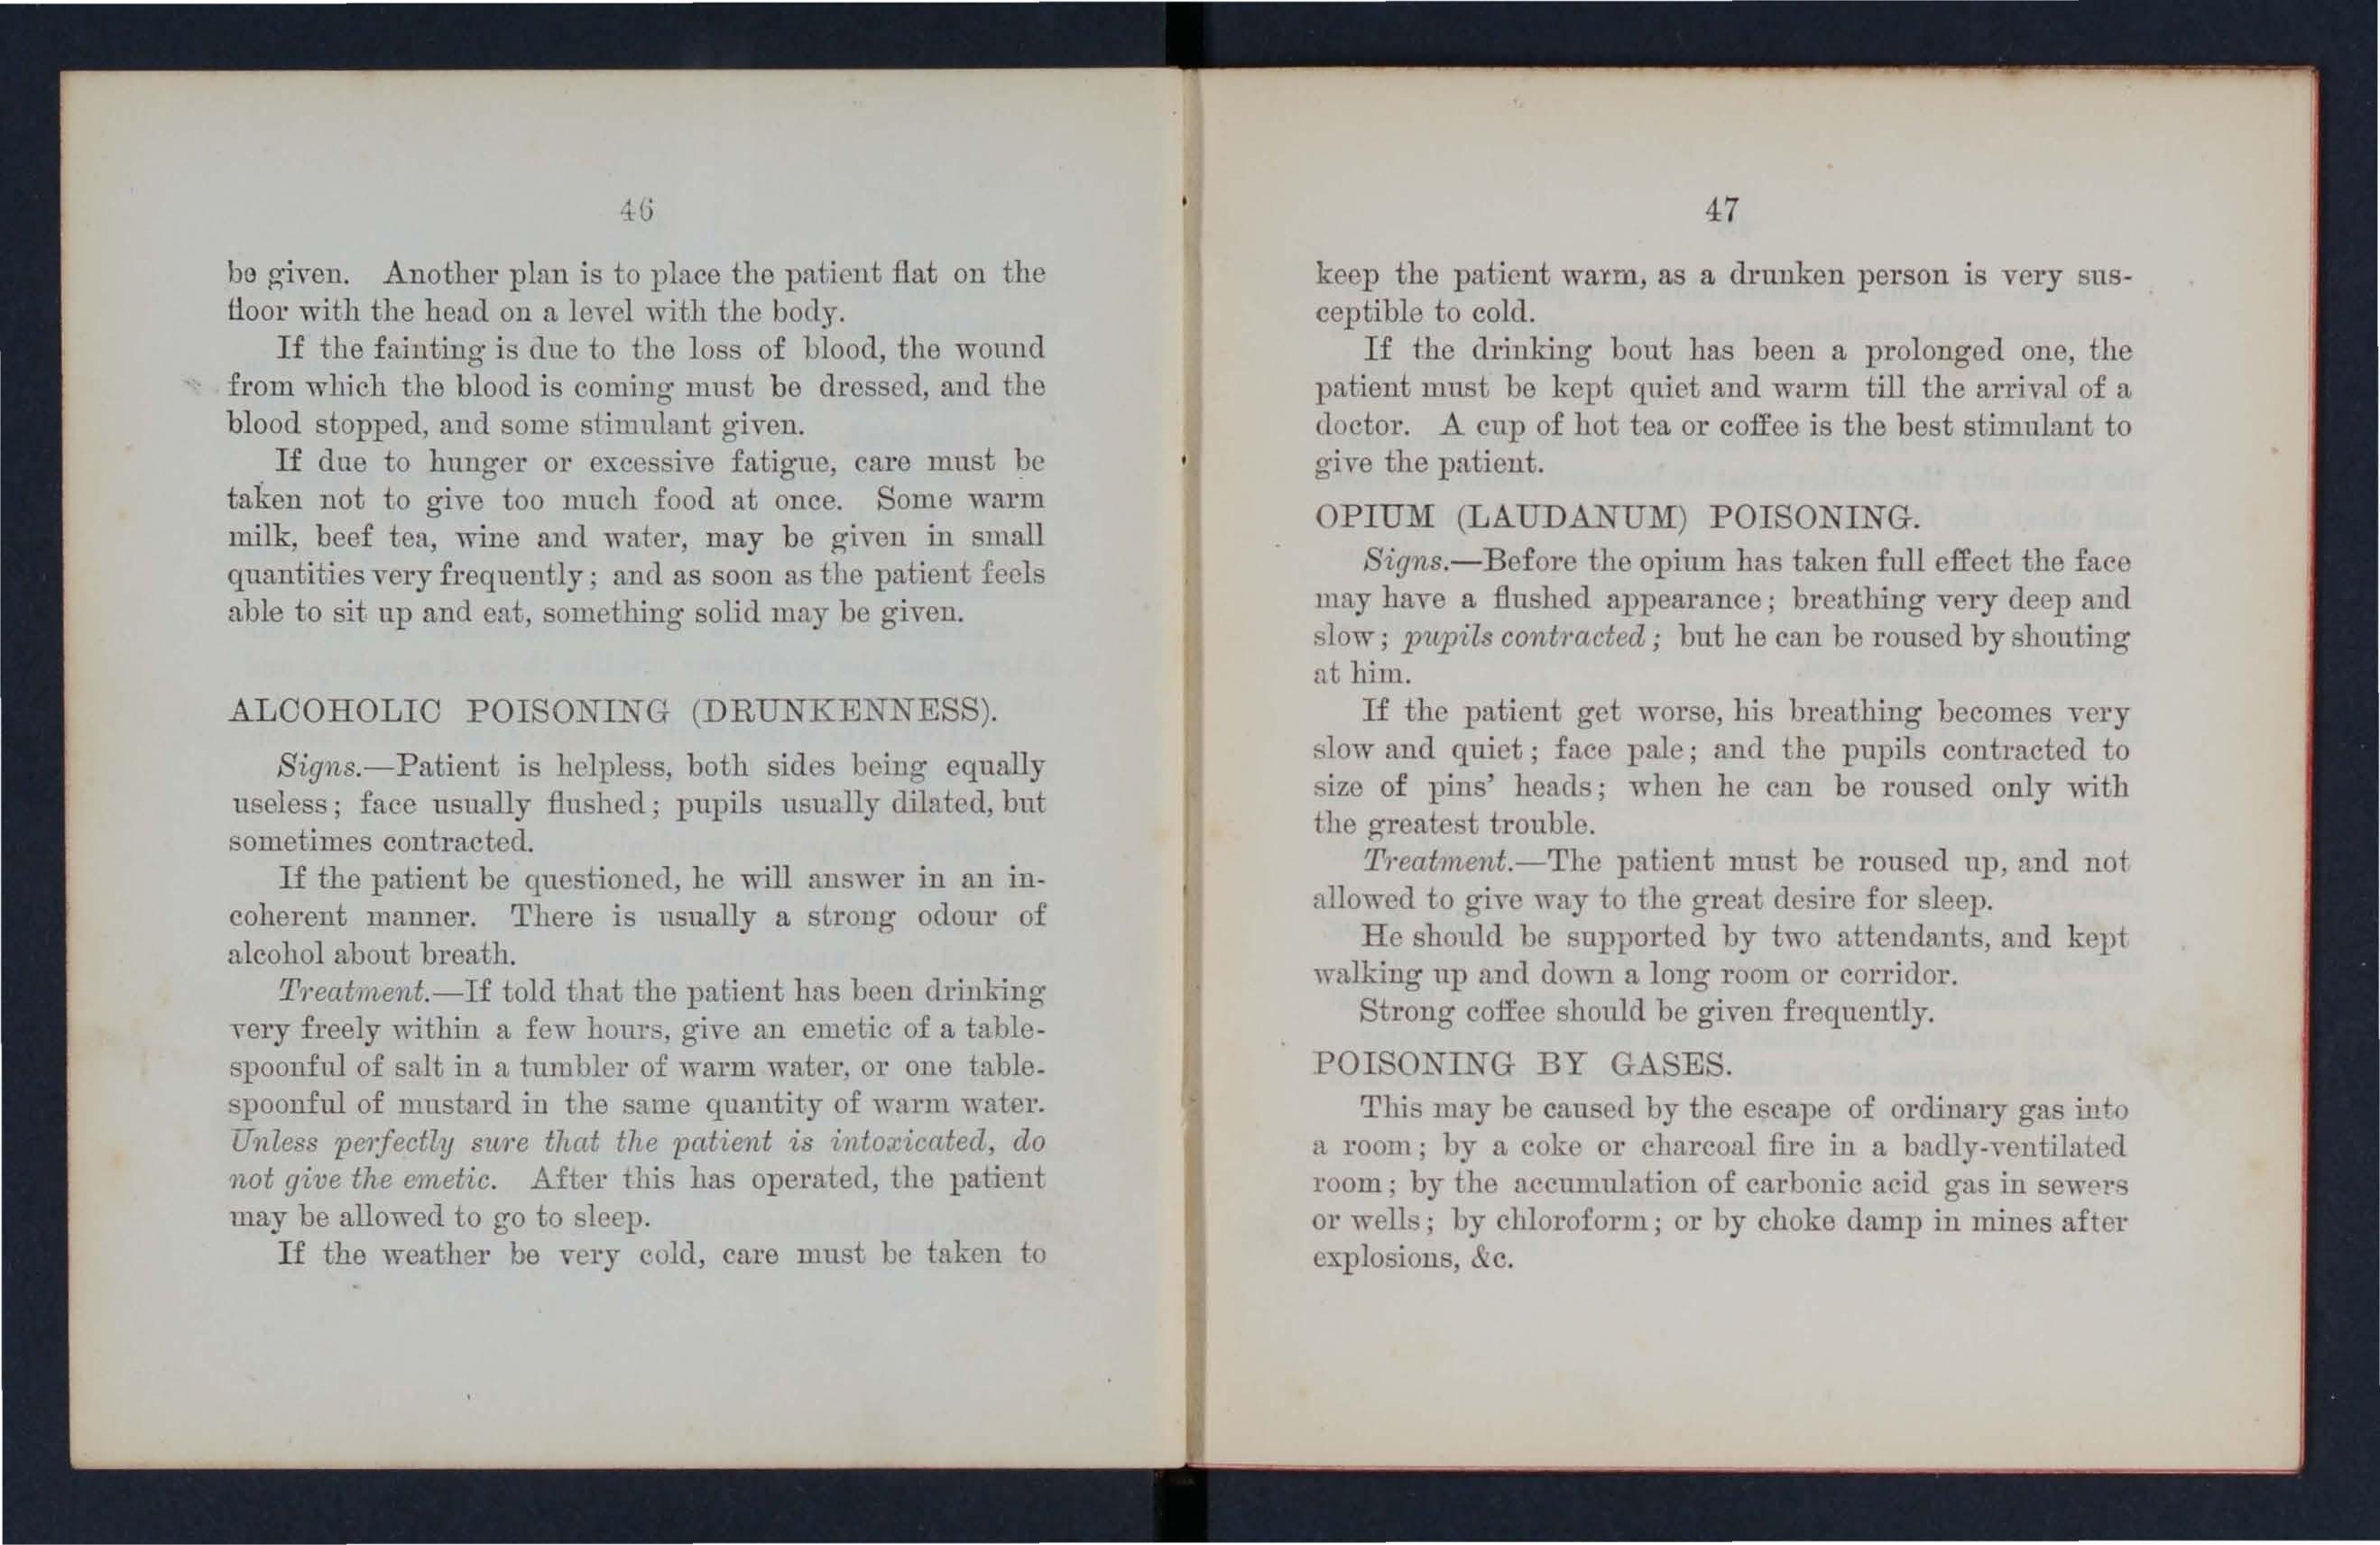 46
be given. Another plan is to place the patient flat on the
floor with the head on a level with the body.
If the fainting is due to the loss of blood, the wound
from which the blood is coming must be dressed, and the
blood stopped, and some stimulant given.
If due to hunger or excessive fatigue, care must be
taken not to give too much food at once. Some warm
milk, beef tea, wine and water, may be given in small
quantities very frequently; and as soon as the patient feels
able to sit up and eat, something solid may be given.
ALCOHOLIC POISONING (DRUNKENNESS).
Signs.—Patient is helpless, both sides being equally
useless; face usually flushed; pupils usually dilated, but
sometimes contracted.
If the patient be questioned, he will answer in an in-
coherent manner. There is usually a strong odour of
alcohol about breath.
Treatment.—If told that the patient has been drinking
very freely within a few hours, give an emetic of a table-
spoonful of salt in a tumbler of warm water, or one table-
spoonful of mustard in the same quantity of warm water.
Unless perfectly sure that the patient is intoxicated, do
not give the emetic. After this has operated, the patient
may be allowed to go to sleep.
If the weather be very cold, care must be taken to
47
keep the patient warm, as a drunken person is very sus-
ceptible to cold.
If the drinking bout has been a prolonged one, the
patient must be kept quiet and warm till the arrival of a
doctor. A cup of hot tea or coffee is the best stimulant to
give the patient.
OPIUM (LAUDANUM) POISONING.
Signs.—Before the opium has taken full effect the face
may have a flushed appearance; breathing very deep and
slow; pupils contracted; but he can be roused by shouting
at him.
If the patient get worse, his breathing becomes very
slow and quiet; face pale; and the pupils contracted to
size of pins' heads; when he can be roused only with
the greatest trouble.
Treatment.—The patient must be roused up, and not
allowed to give way to the great desire for sleep.
He should be supported by two attendants, and kept
walking up and down a long room or corridor.
Strong coffee should be given frequently.
POISONING BY GASES.
This may be caused by the escape of ordinary gas into
a room; by a coke or charcoal fire in a badly-ventilated
room; by the accumulation of carbonic acid gas in sewers
or wells; by chloroform; or by choke damp in mines after
explosions, &c.